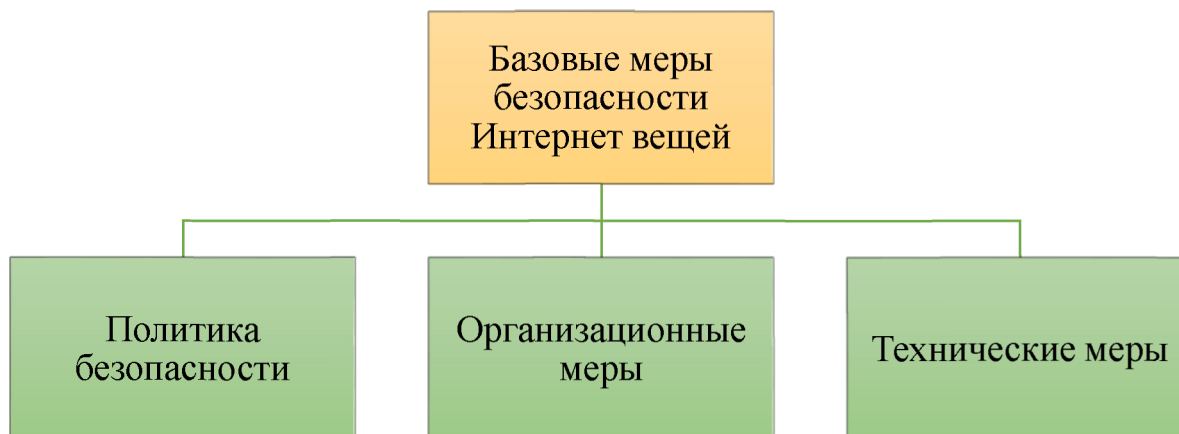 Базовые меры
безопасности
Интернет вещей
Политика
безопасности
Организационные
меры
Технические меры